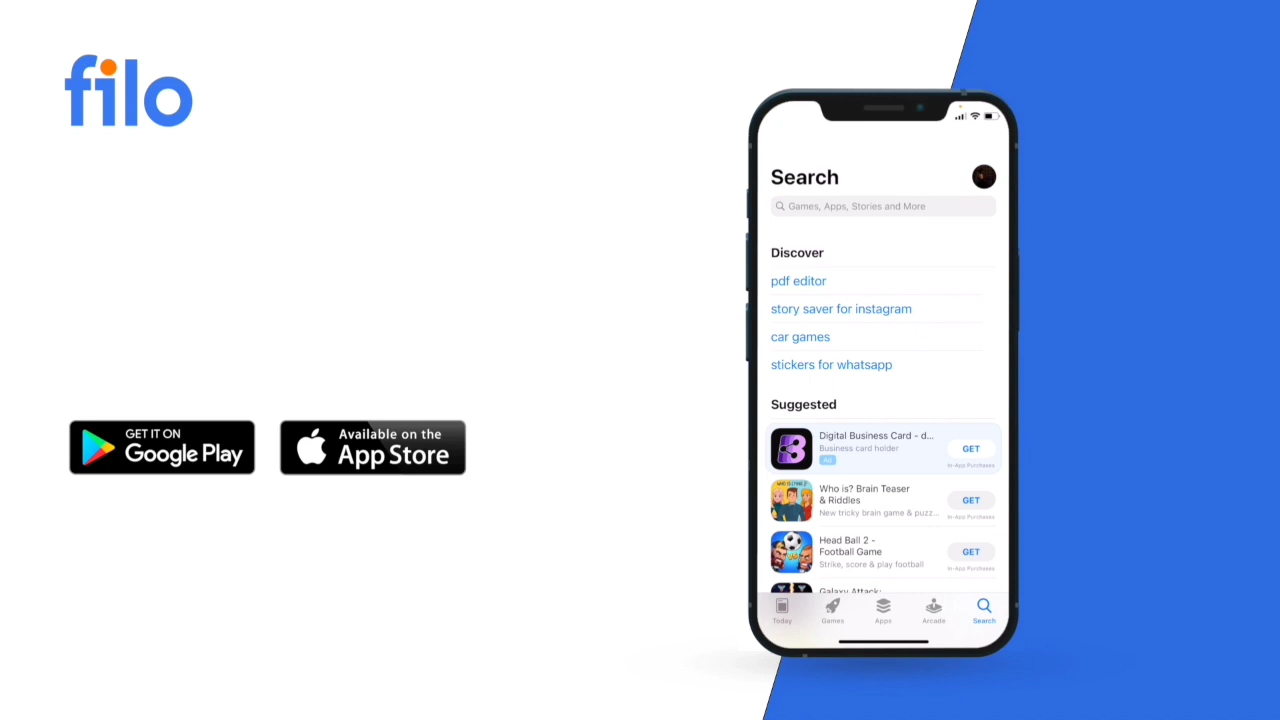 filo
GET IT ON
Google Play
Available on the
App Store
Search
Games, Apps, Stories and More
Discover
pdf editor
story saver for instagram
car games
stickers for whatsapp
Suggested
Digital Business Card - d...
Business card holder
Ad
GET
In-App Purchases
Who is? Brain Teaser
& Riddles
New tricky brain game & puzz...
GET
In-App Purchases
Head Ball 2 -
Football Game
Strike, score & play football
GET
In-App Purchases
Galaxy Attack:
Today
Games
Apps
Arcade
Search